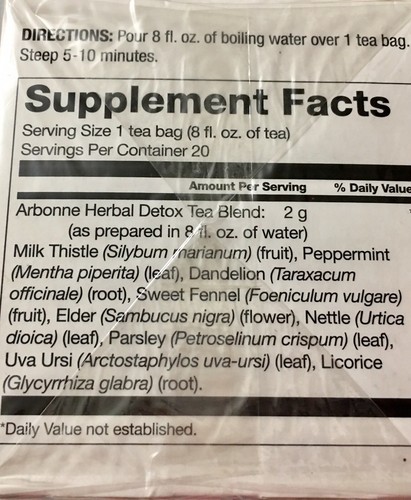 DIRECTIONS: Pour 8 fl. oz. of boiling water over 1 tea bag.
Steep 5-10 minutes.
Supplement Facts
Serving Size 1 tea bag (8 fl. oz. of tea)
Servings Per Container 20
Amount Per Serving % Daily Value
Arbonne Herbal Detox Tea Blend: 2 g
(as prepared in 8 fl. oz. of water)
Milk Thistle (Silybum marianum) (fruit), Peppermint
(Mentha piperita) (leaf), Dandelion (Taraxacum
officinale) (root), Sweet Fennel (Foeniculum vulgare)
(fruit), Elder (Sambucus nigra) (flower), Nettle (Urtica
dioica) (leaf), Parsley (Petroselinum crispum) (leaf),
Uva Ursi (Arctostaphylos uva-ursi) (leaf), Licorice
(Glycyrrhiza glabra) (root).
*Daily Value not established.